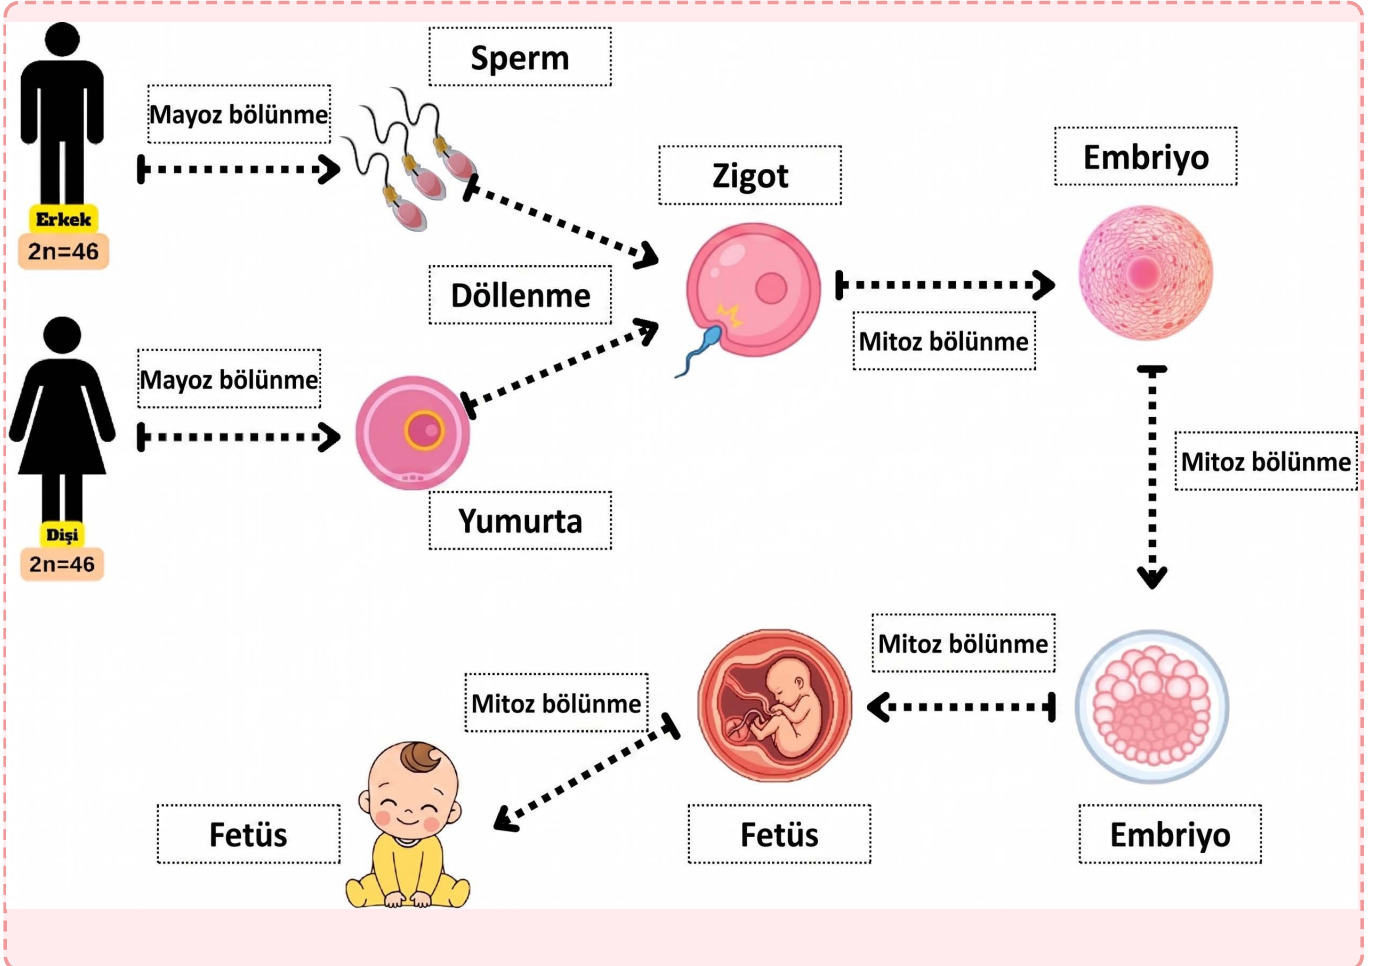 Sperm
Mayoz bölünme
Erkek
2n=46
Zigot
Embriyo
Döllenme
Mitoz bölünme
Mayoz bölünme
Dişi
2n=46
Yumurta
Mitoz bölünme
Mitoz bölünme
Mitoz bölünme
Fetüs
Fetüs
Embriyo